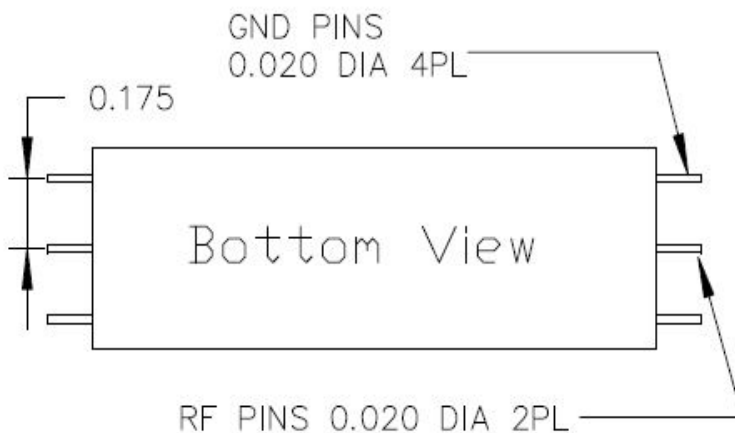 GND PINS
0.020 DIA 4PL
0.175
Bottom View
RF PINS 0.020 DIA 2PL